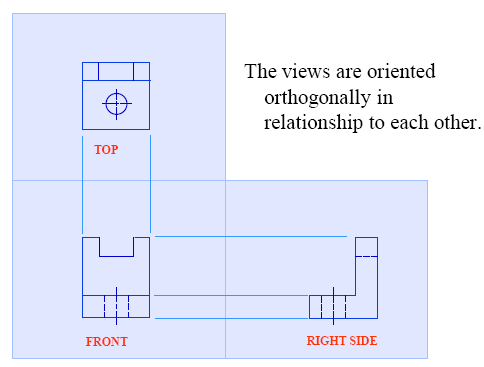 The views are oriented
orthogonally in
relationship to each other.
TOP
FRONT
RIGHT SIDE